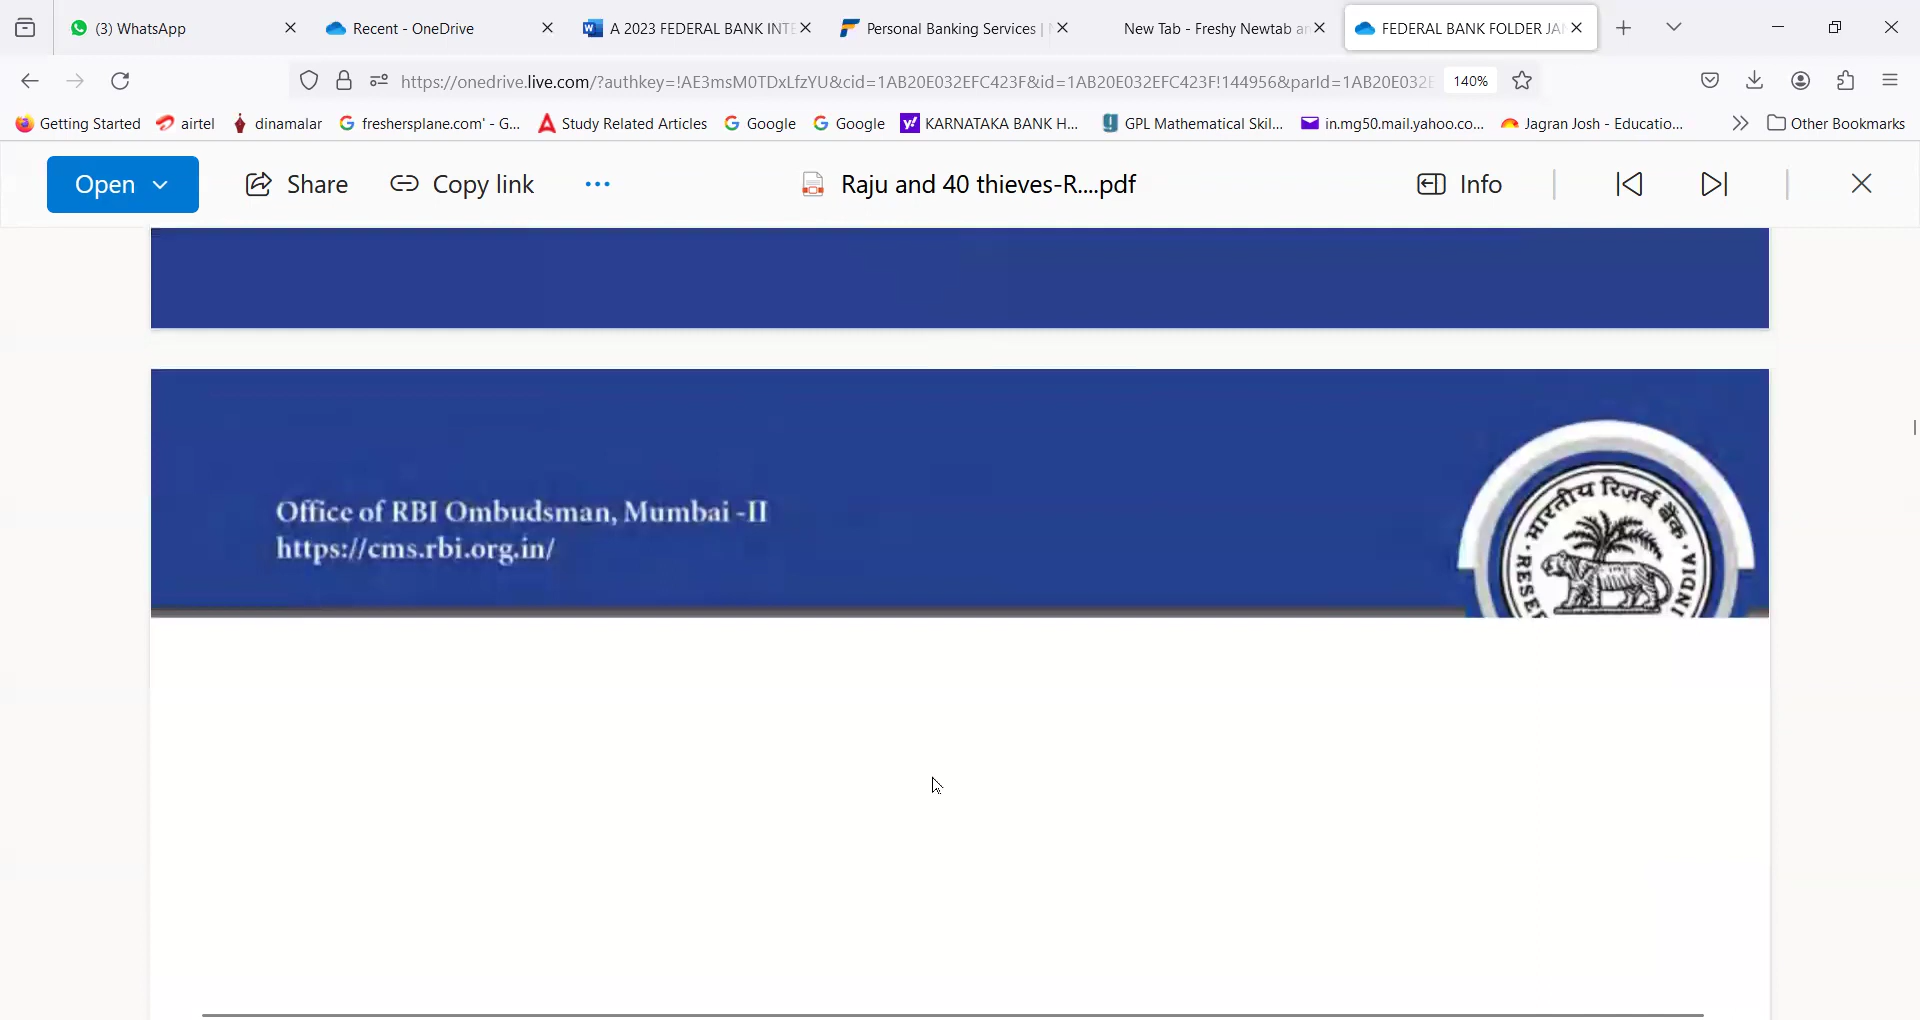 (3) WhatsApp
Recent - OneDrive
A 2023 FEDERAL BANK INTE
Personal Banking Services |
New Tab - Freshy Newtab an
FEDERAL BANK FOLDER JA
https://onedrive.live.com/?authkey=!AE3msM0TDxLfzYU&cid=1AB20E032EFC423F&id=1AB20E032EFC423F!144956&parId=1AB20E032E
140%
Getting Started
airtel
dinamalar
freshersplane.com' - G...
Study Related Articles
Google
Google
KARNATAKA BANK H...
GPL Mathematical Skil...
in.mg50.mail.yahoo.co...
Jagran Josh - Educatio...
Other Bookmarks
Open
Share
Copy link
Raju and 40 thieves-R....pdf
Info
Office of RBI Ombudsman, Mumbai -II
https://cms.rbi.org.in/
भारतीय रिज़र्व बैंक
RESE
INDIA